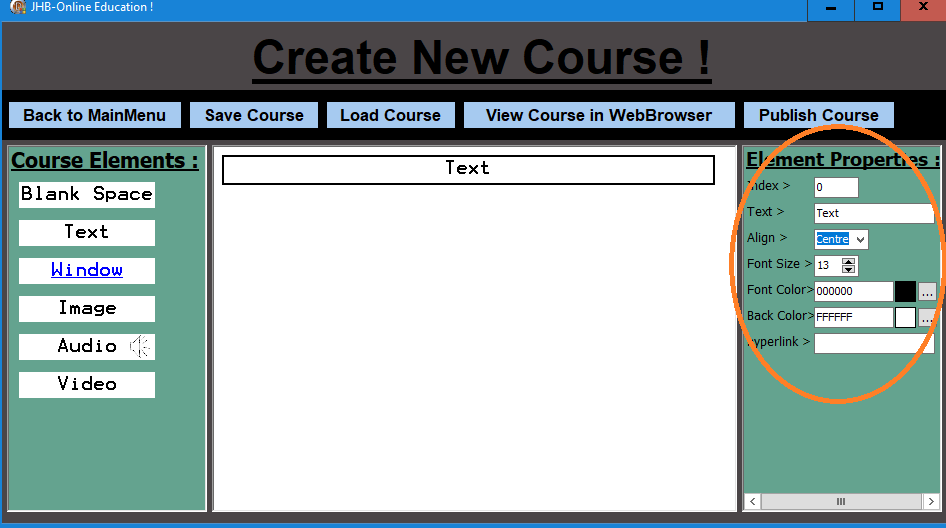 JHB-Online Education !
Create New Course !
Back to MainMenu Save Course Load Course View Course in WebBrowser Publish Course
Course Elements :
Blank Space
Text
Window
Image
Audio
Video
Text
Element Properties :
Index > 0
Text > Text
Align > Centre
Font Size > 13
Font Color> 000000 ...
Back Color> FFFFFF ...
Hyperlink >